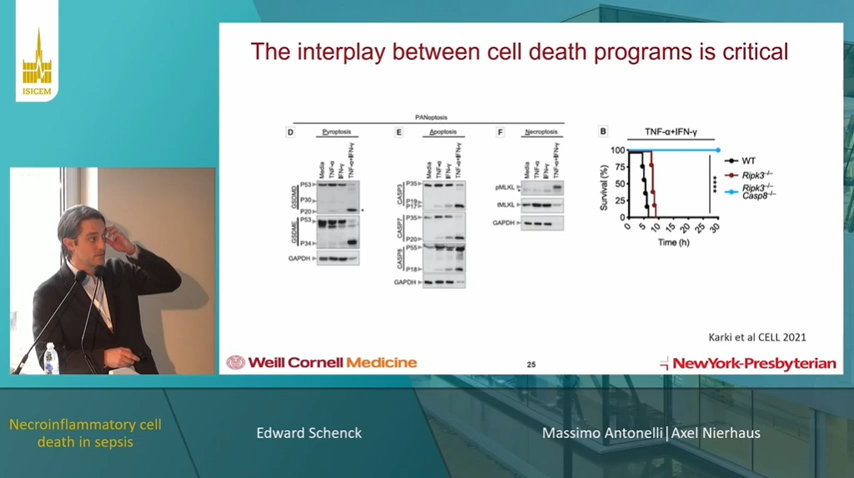 ISICEM
The interplay between cell death programs is critical
PANoptosis
D Pyroptosis
Media
TNF-α
IFN-γ
TNF-α+IFN-γ
GSDMD
P53
P30
P20
GSDME
P53
P34
GAPDH
E Apoptosis
Media
TNF-α
IFN-γ
TNF-α+IFN-γ
CASP3
P35
P19
P17
CASP7
P35
P20
CASP8
P55
P18
GAPDH
F Necroptosis
Media
TNF-α
IFN-γ
TNF-α+IFN-γ
pMLKL
tMLKL
GAPDH
B
TNF-α+IFN-γ
Survival (%)
100
75
50
25
0
0 5 10 15 20 25 30
Time (h)
****
WT
Ripk3-/-
Ripk3-/-
Casp8-/-
Karki et al CELL 2021
Weill Cornell Medicine
25
NewYork-Presbyterian
Necroinflammatory cell
death in sepsis
Edward Schenck
Massimo Antonelli|Axel Nierhaus